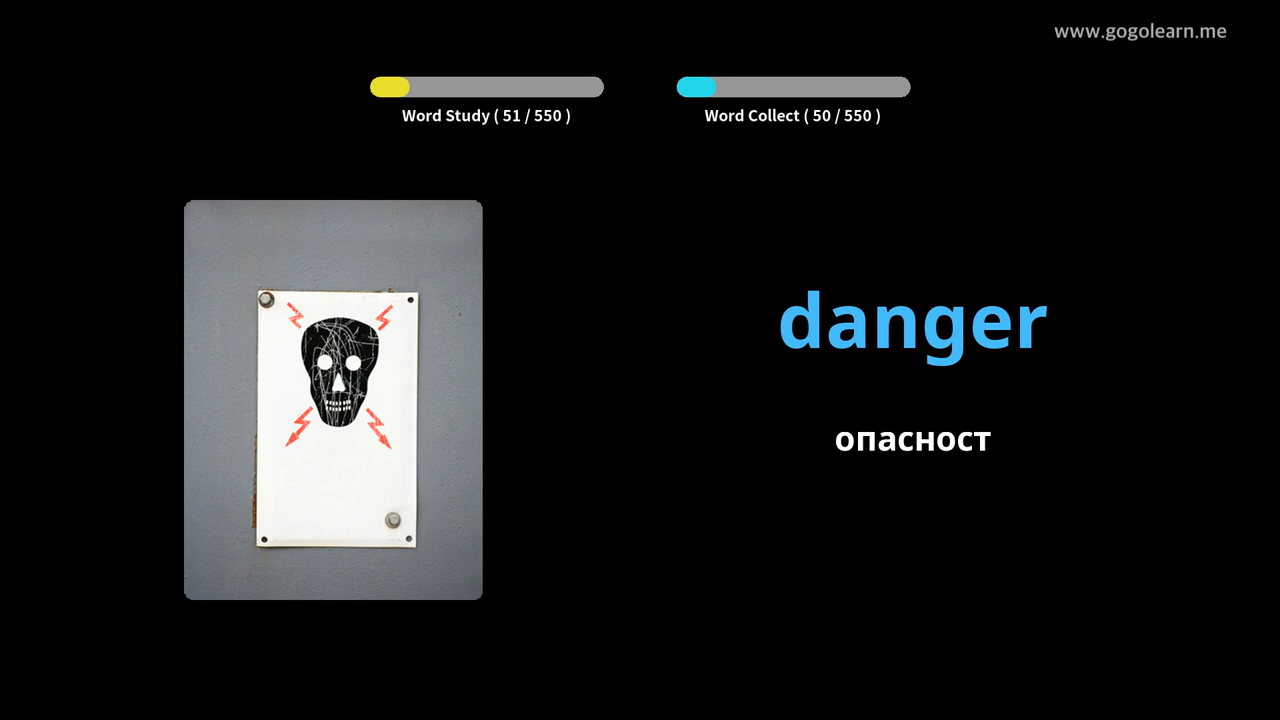 www.gogolearn.me
Word Study ( 51 / 550 )
Word Collect ( 50 / 550 )
danger
опасност